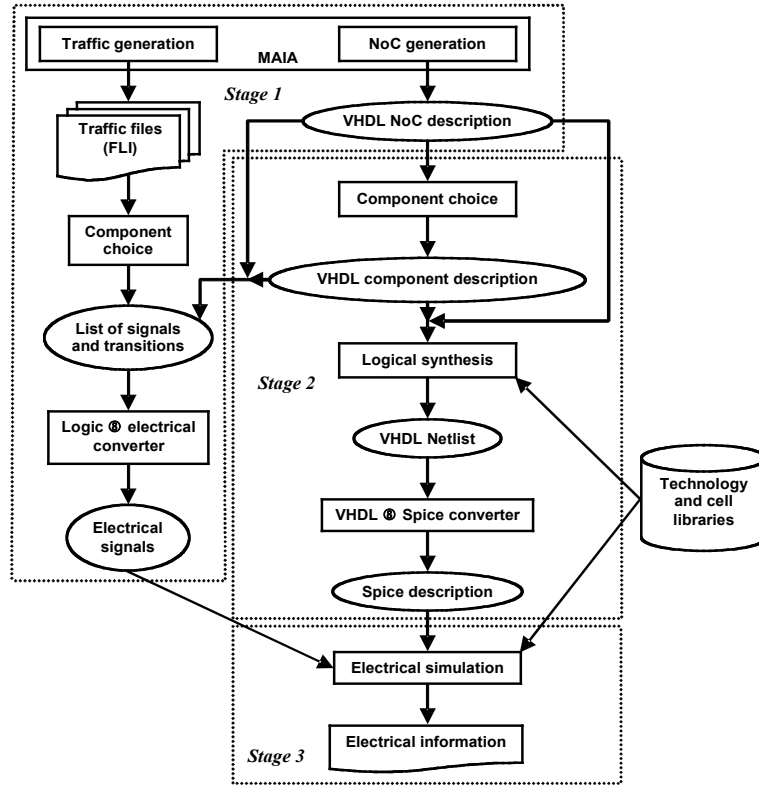 Traffic generation
NoC generation
MAIA
Stage 1
Traffic files
(FLI)
VHDL NoC description
Component
choice
Component choice
VHDL component description
List of signals
and transitions
Logical synthesis
Stage 2
Logic ⑧ electrical
converter
VHDL Netlist
Technology
and cell
libraries
VHDL ⑧ Spice converter
Electrical
signals
Spice description
Electrical simulation
Electrical information
Stage 3